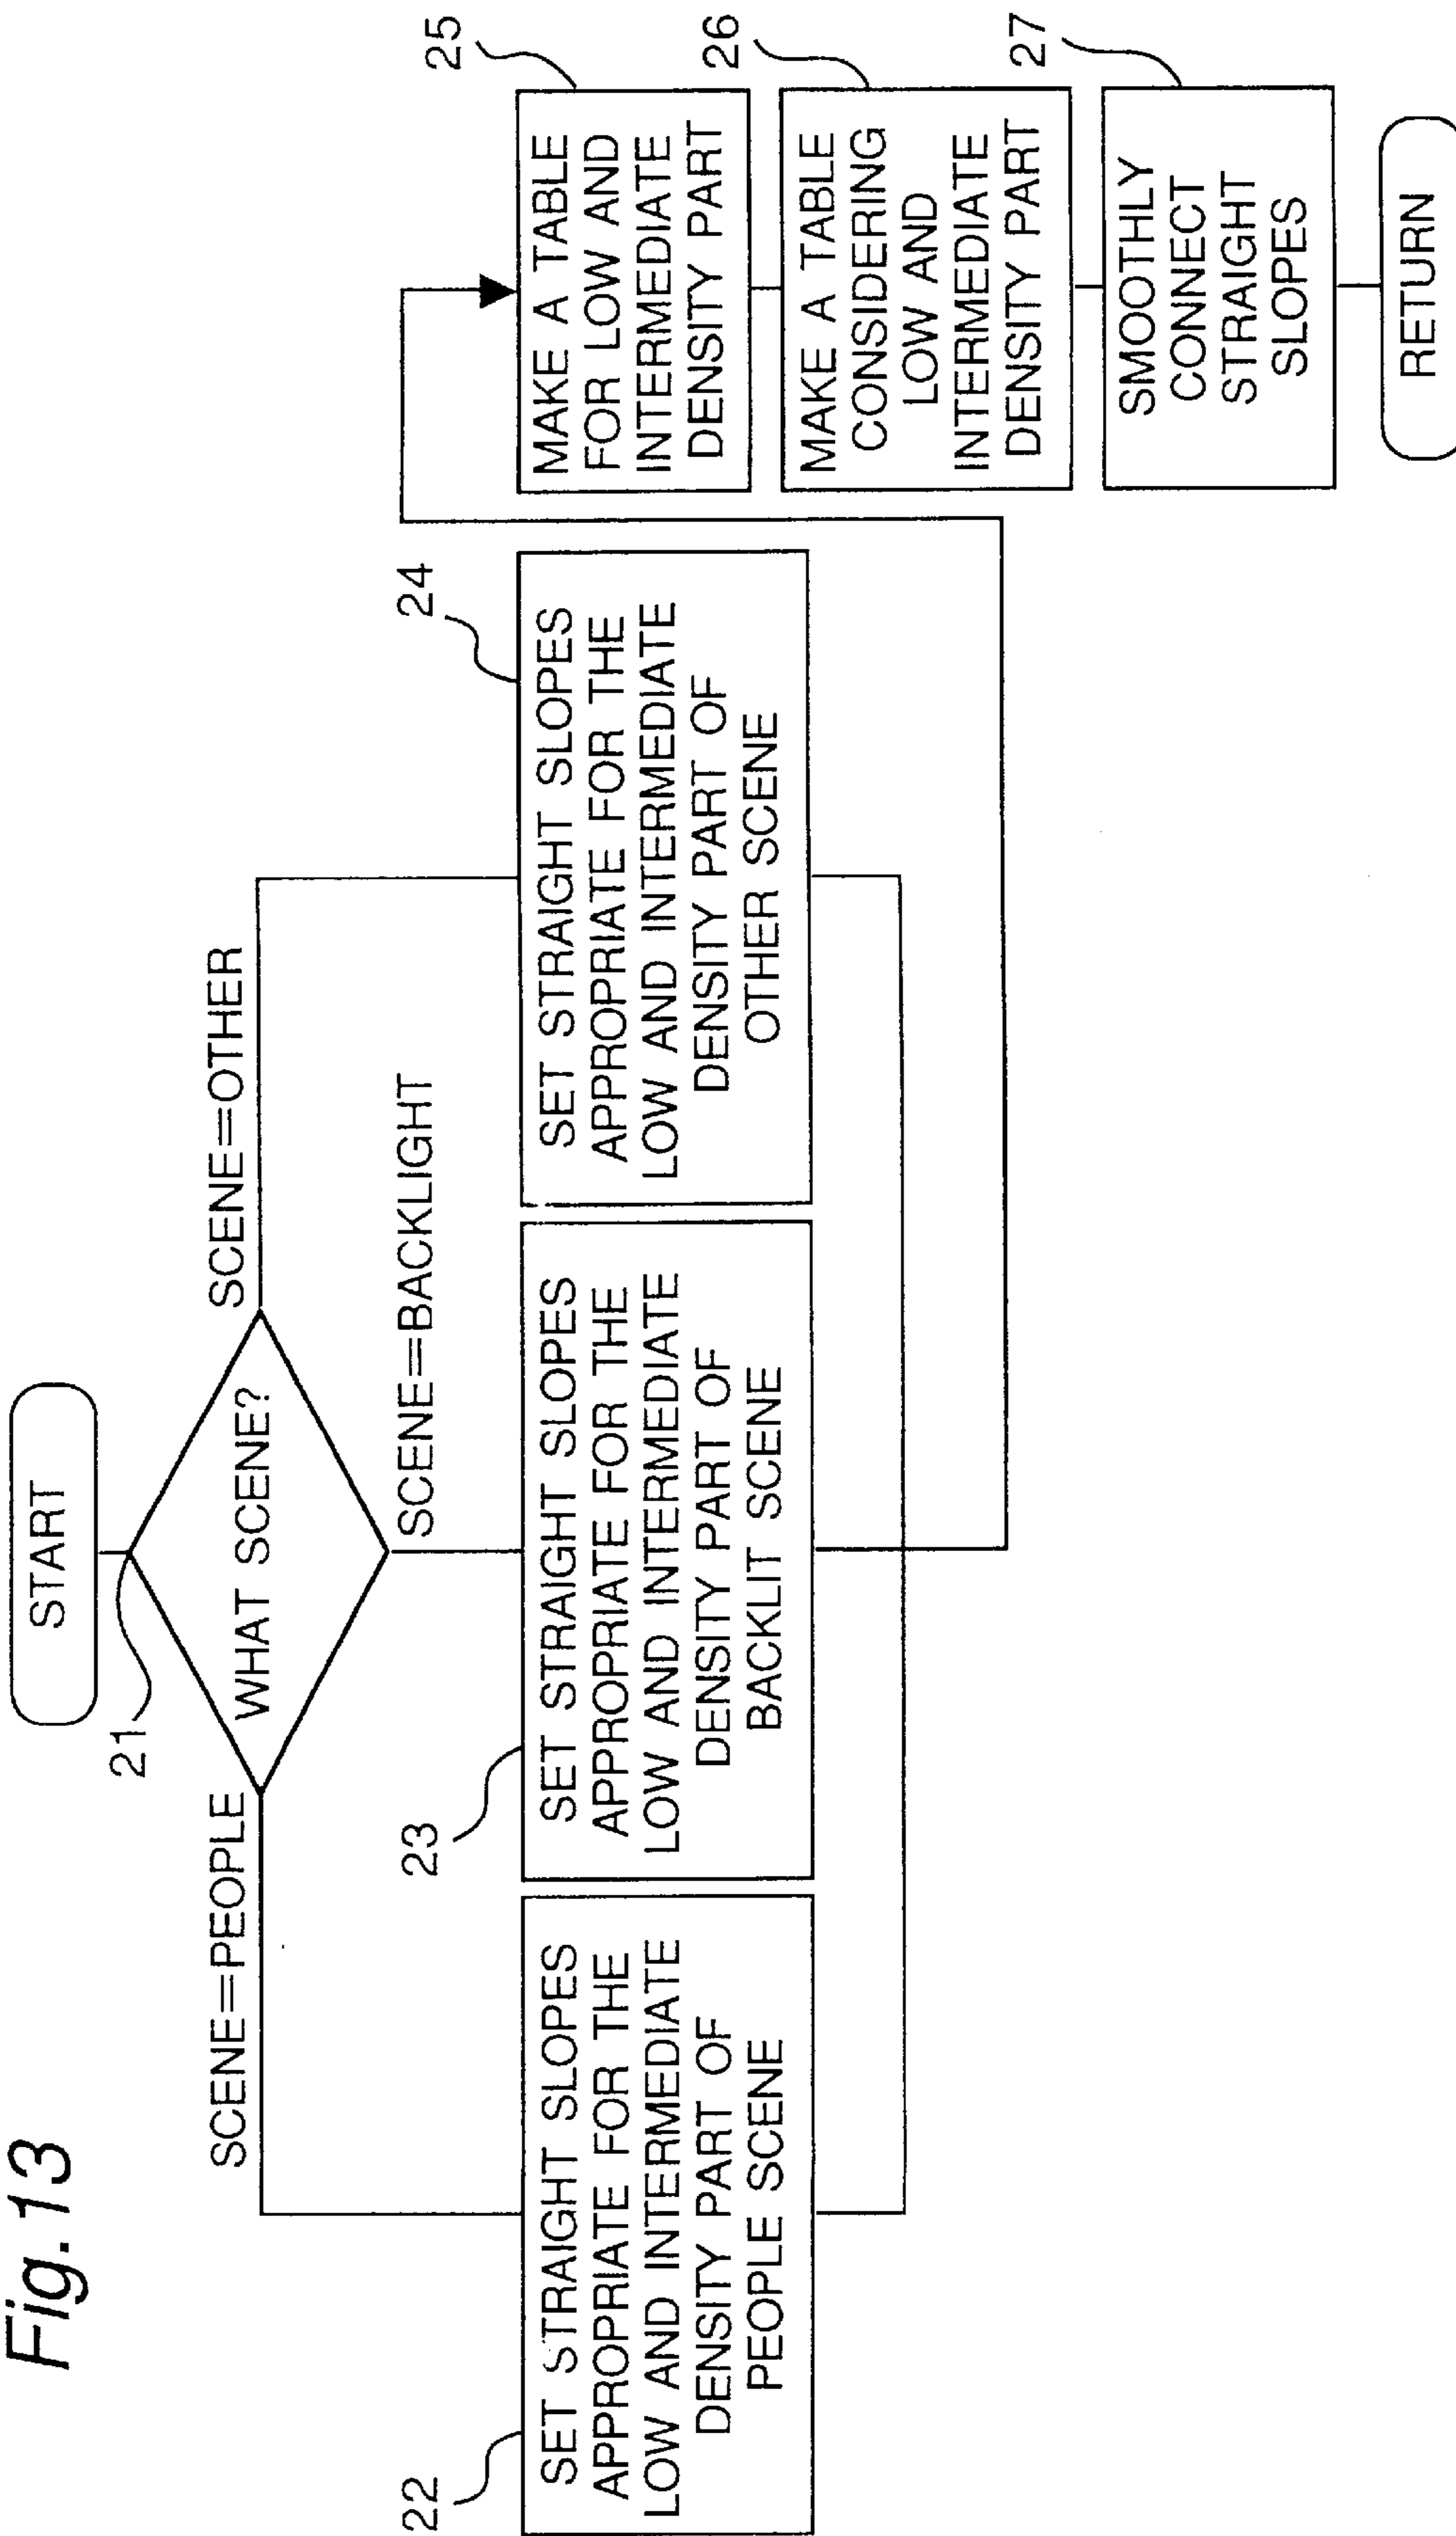 Fig.13
START
21
WHAT SCENE?
SCENE=PEOPLE
SCENE=BACKLIGHT
SCENE=OTHER
22
SET STRAIGHT SLOPES
APPROPRIATE FOR THE
LOW AND INTERMEDIATE
DENSITY PART OF
PEOPLE SCENE
23
SET STRAIGHT SLOPES
APPROPRIATE FOR THE
LOW AND INTERMEDIATE
DENSITY PART OF
BACKLIT SCENE
24
SET STRAIGHT SLOPES
APPROPRIATE FOR THE
LOW AND INTERMEDIATE
DENSITY PART OF
OTHER SCENE
25
MAKE A TABLE
FOR LOW AND
INTERMEDIATE
DENSITY PART
26
MAKE A TABLE
CONSIDERING
LOW AND
INTERMEDIATE
DENSITY PART
27
SMOOTHLY
CONNECT
STRAIGHT
SLOPES
RETURN